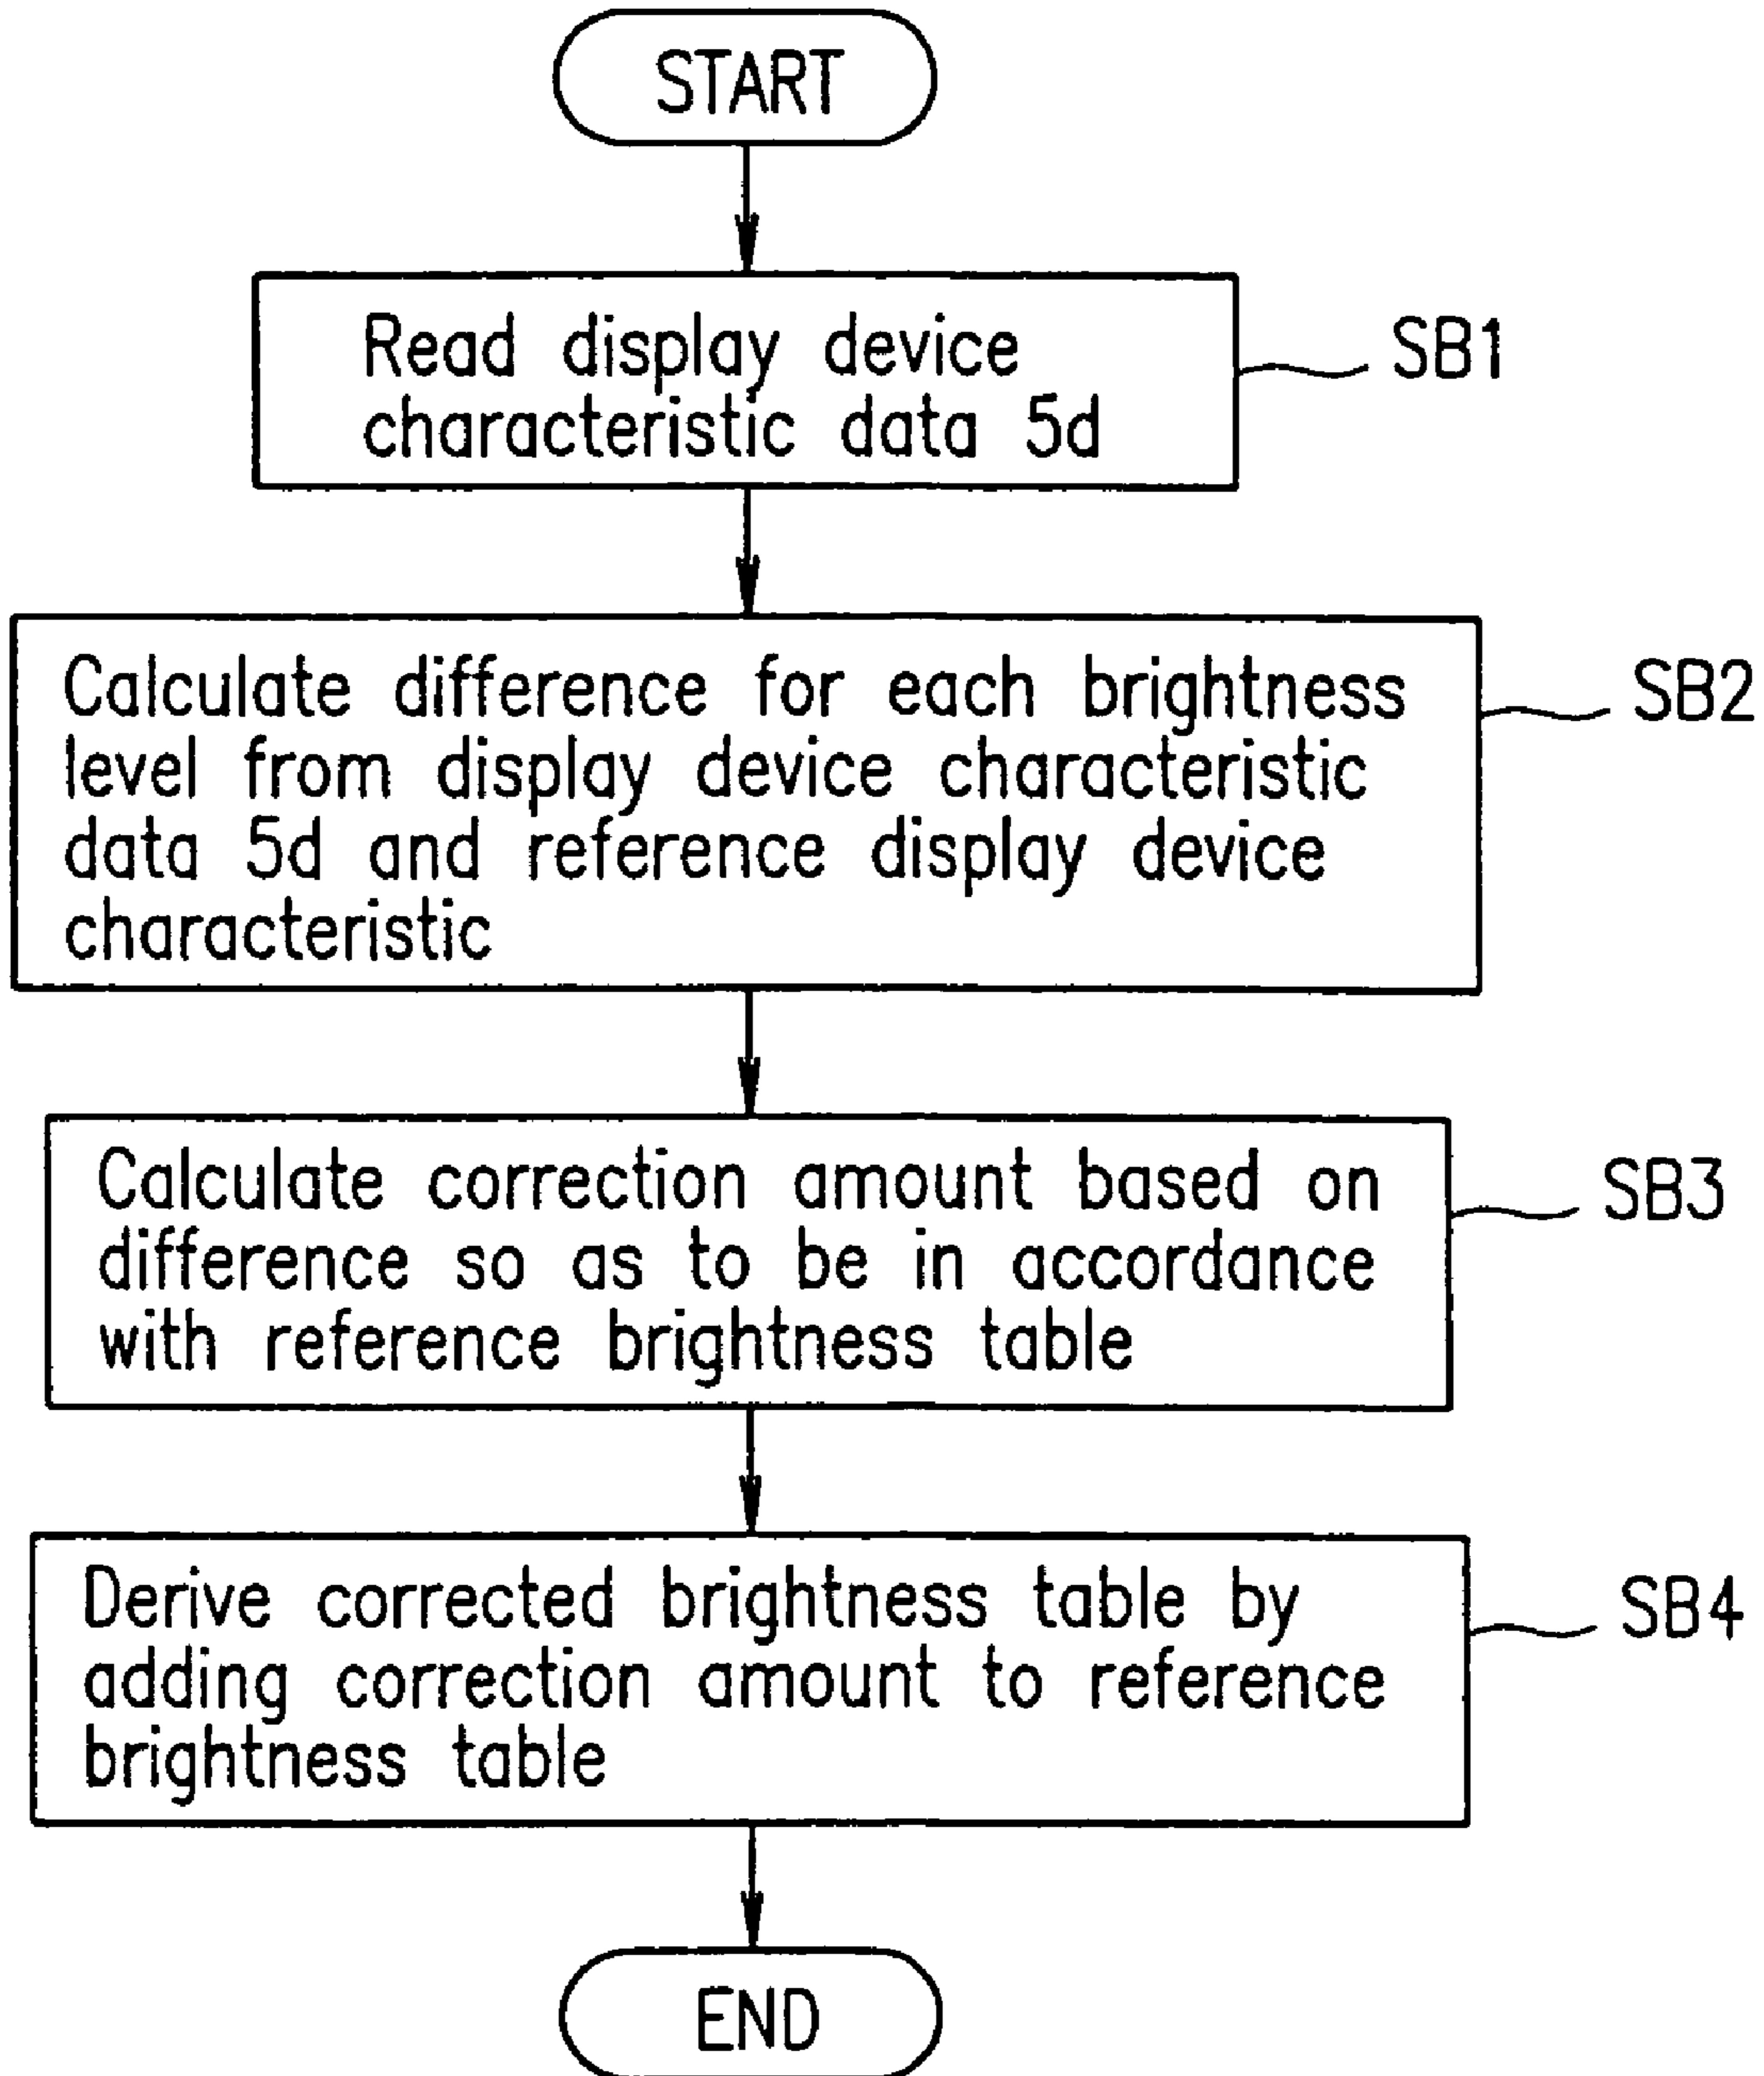 START
Read display device
characteristic data 5d
SB1
Calculate difference for each brightness
level from display device characteristic
data 5d and reference display device
characteristic
SB2
Calculate correction amount based on
difference so as to be in accordance
with reference brightness table
SB3
Derive corrected brightness table by
adding correction amount to reference
brightness table
SB4
END